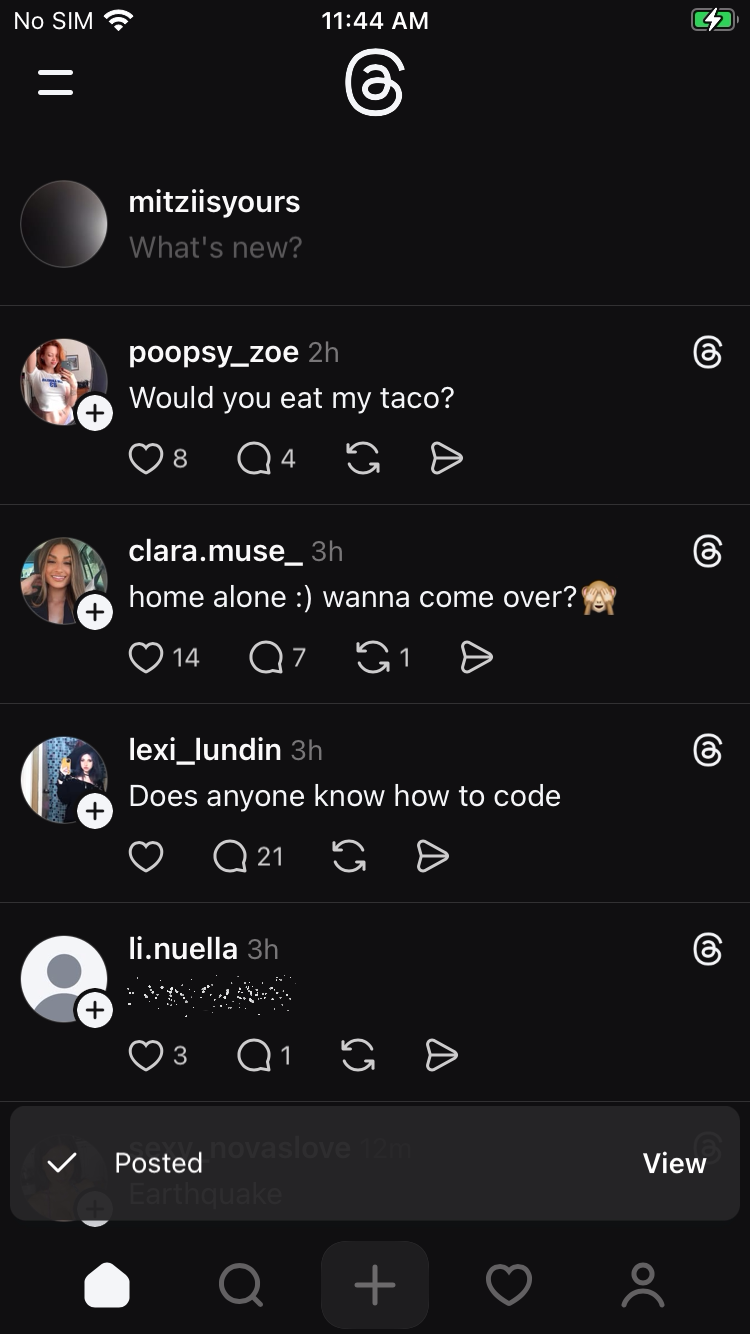 No SIM 11:44 AM
mitziisyours
What's new?
poopsy_zoe 2h
Would you eat my taco?
8 4
clara.muse_ 3h
home alone :) wanna come over?🙈
14 7 1
lexi_lundin 3h
Does anyone know how to code
21
li.nuella 3h
3 1
sexy_novaslove 12m
Posted View
Earthquake